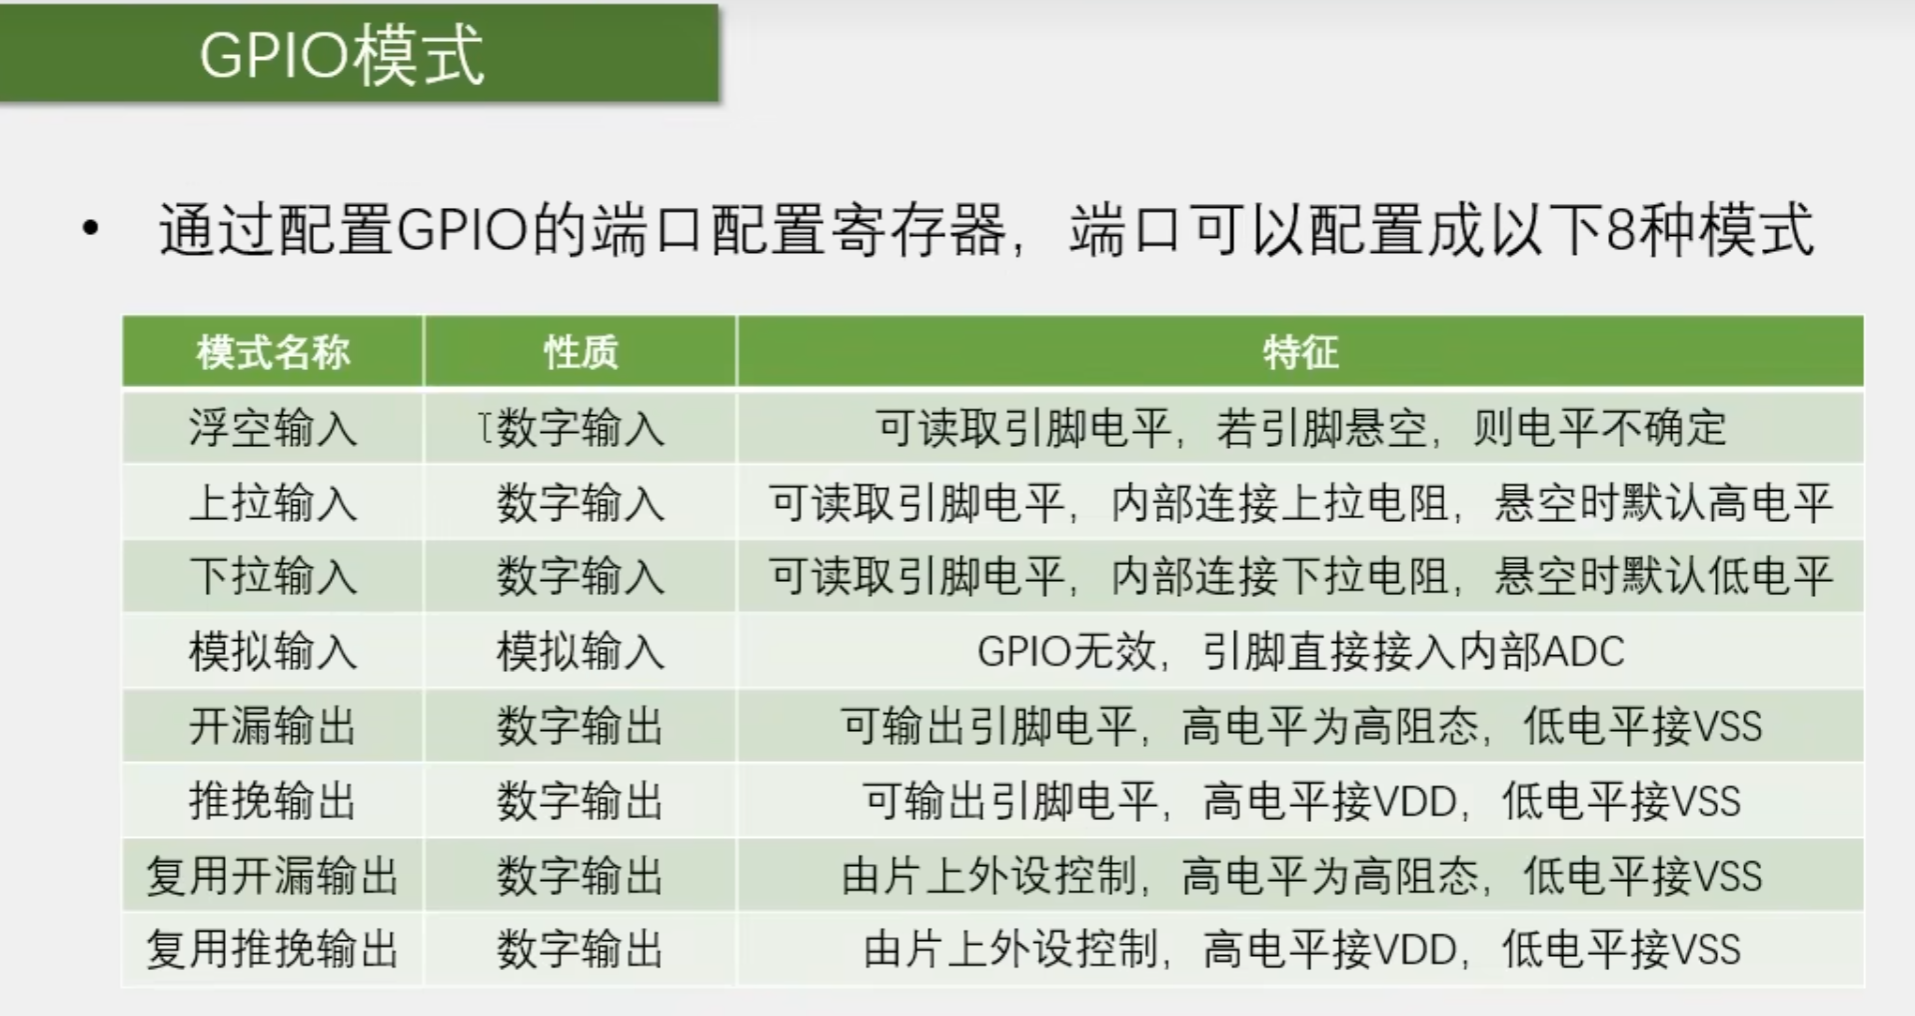 GPIO模式
• 通过配置GPIO的端口配置寄存器，端口可以配置成以下8种模式
模式名称 性质 特征
浮空输入 数字输入 可读取引脚电平，若引脚悬空，则电平不确定
上拉输入 数字输入 可读取引脚电平，内部连接上拉电阻，悬空时默认高电平
下拉输入 数字输入 可读取引脚电平，内部连接下拉电阻，悬空时默认低电平
模拟输入 模拟输入 GPIO无效，引脚直接接入内部ADC
开漏输出 数字输出 可输出引脚电平，高电平为高阻态，低电平接VSS
推挽输出 数字输出 可输出引脚电平，高电平接VDD，低电平接VSS
复用开漏输出 数字输出 由片上外设控制，高电平为高阻态，低电平接VSS
复用推挽输出 数字输出 由片上外设控制，高电平接VDD，低电平接VSS